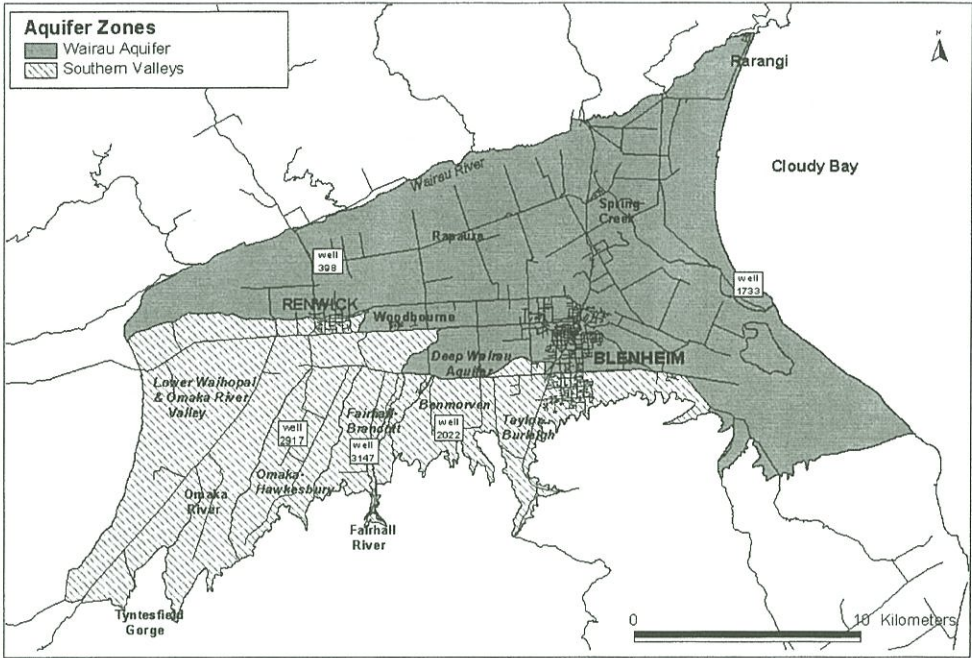 Aquifer Zones
Wairau Aquifer
Southern Valleys
N
Rarangi
Cloudy Bay
Wairau River
Spring
Creek
Rapaura
well
398
well
1733
RENWICK
Woodbourne
BLENHEIM
Deep Wairau
Aquifer
Lower Waihopai
& Omaka River
Valley
Fairhall-
Brancott
Benmorven
well
2917
well
3147
well
2022
Taylor-
Burleigh
Omaka-
Hawkesbury
Omaka
River
Fairhall
River
Tyntesfield
Gorge
0
10 Kilometers